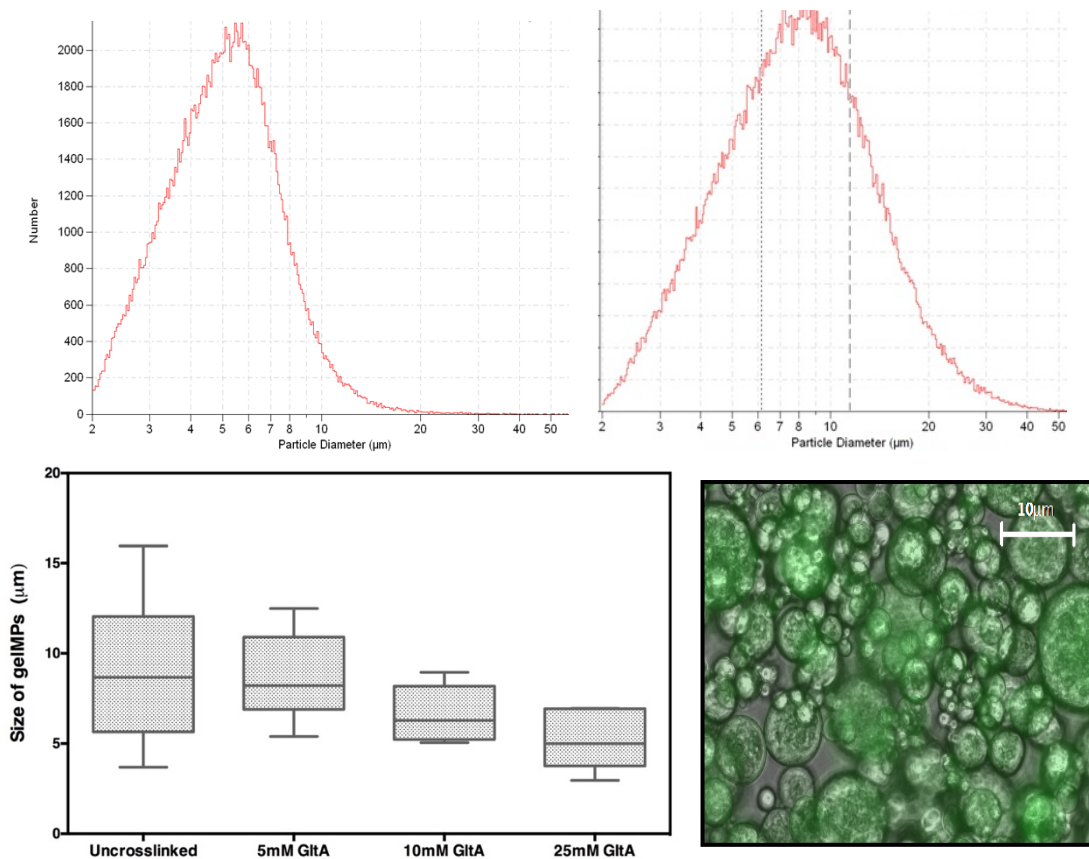 2000
1800
1600
1400
1200
1000
800
600
400
200
0
Number
2 3 4 5 6 7 8 10 20 30 40 50
Particle Diameter (µm)
2 3 4 5 6 7 8 10 20 30 40 50
Particle Diameter (µm)
20
15
10
5
0
Size of gelMPs (µm)
Uncrosslinked 5mM GltA 10mM GltA 25mM GltA
10µm